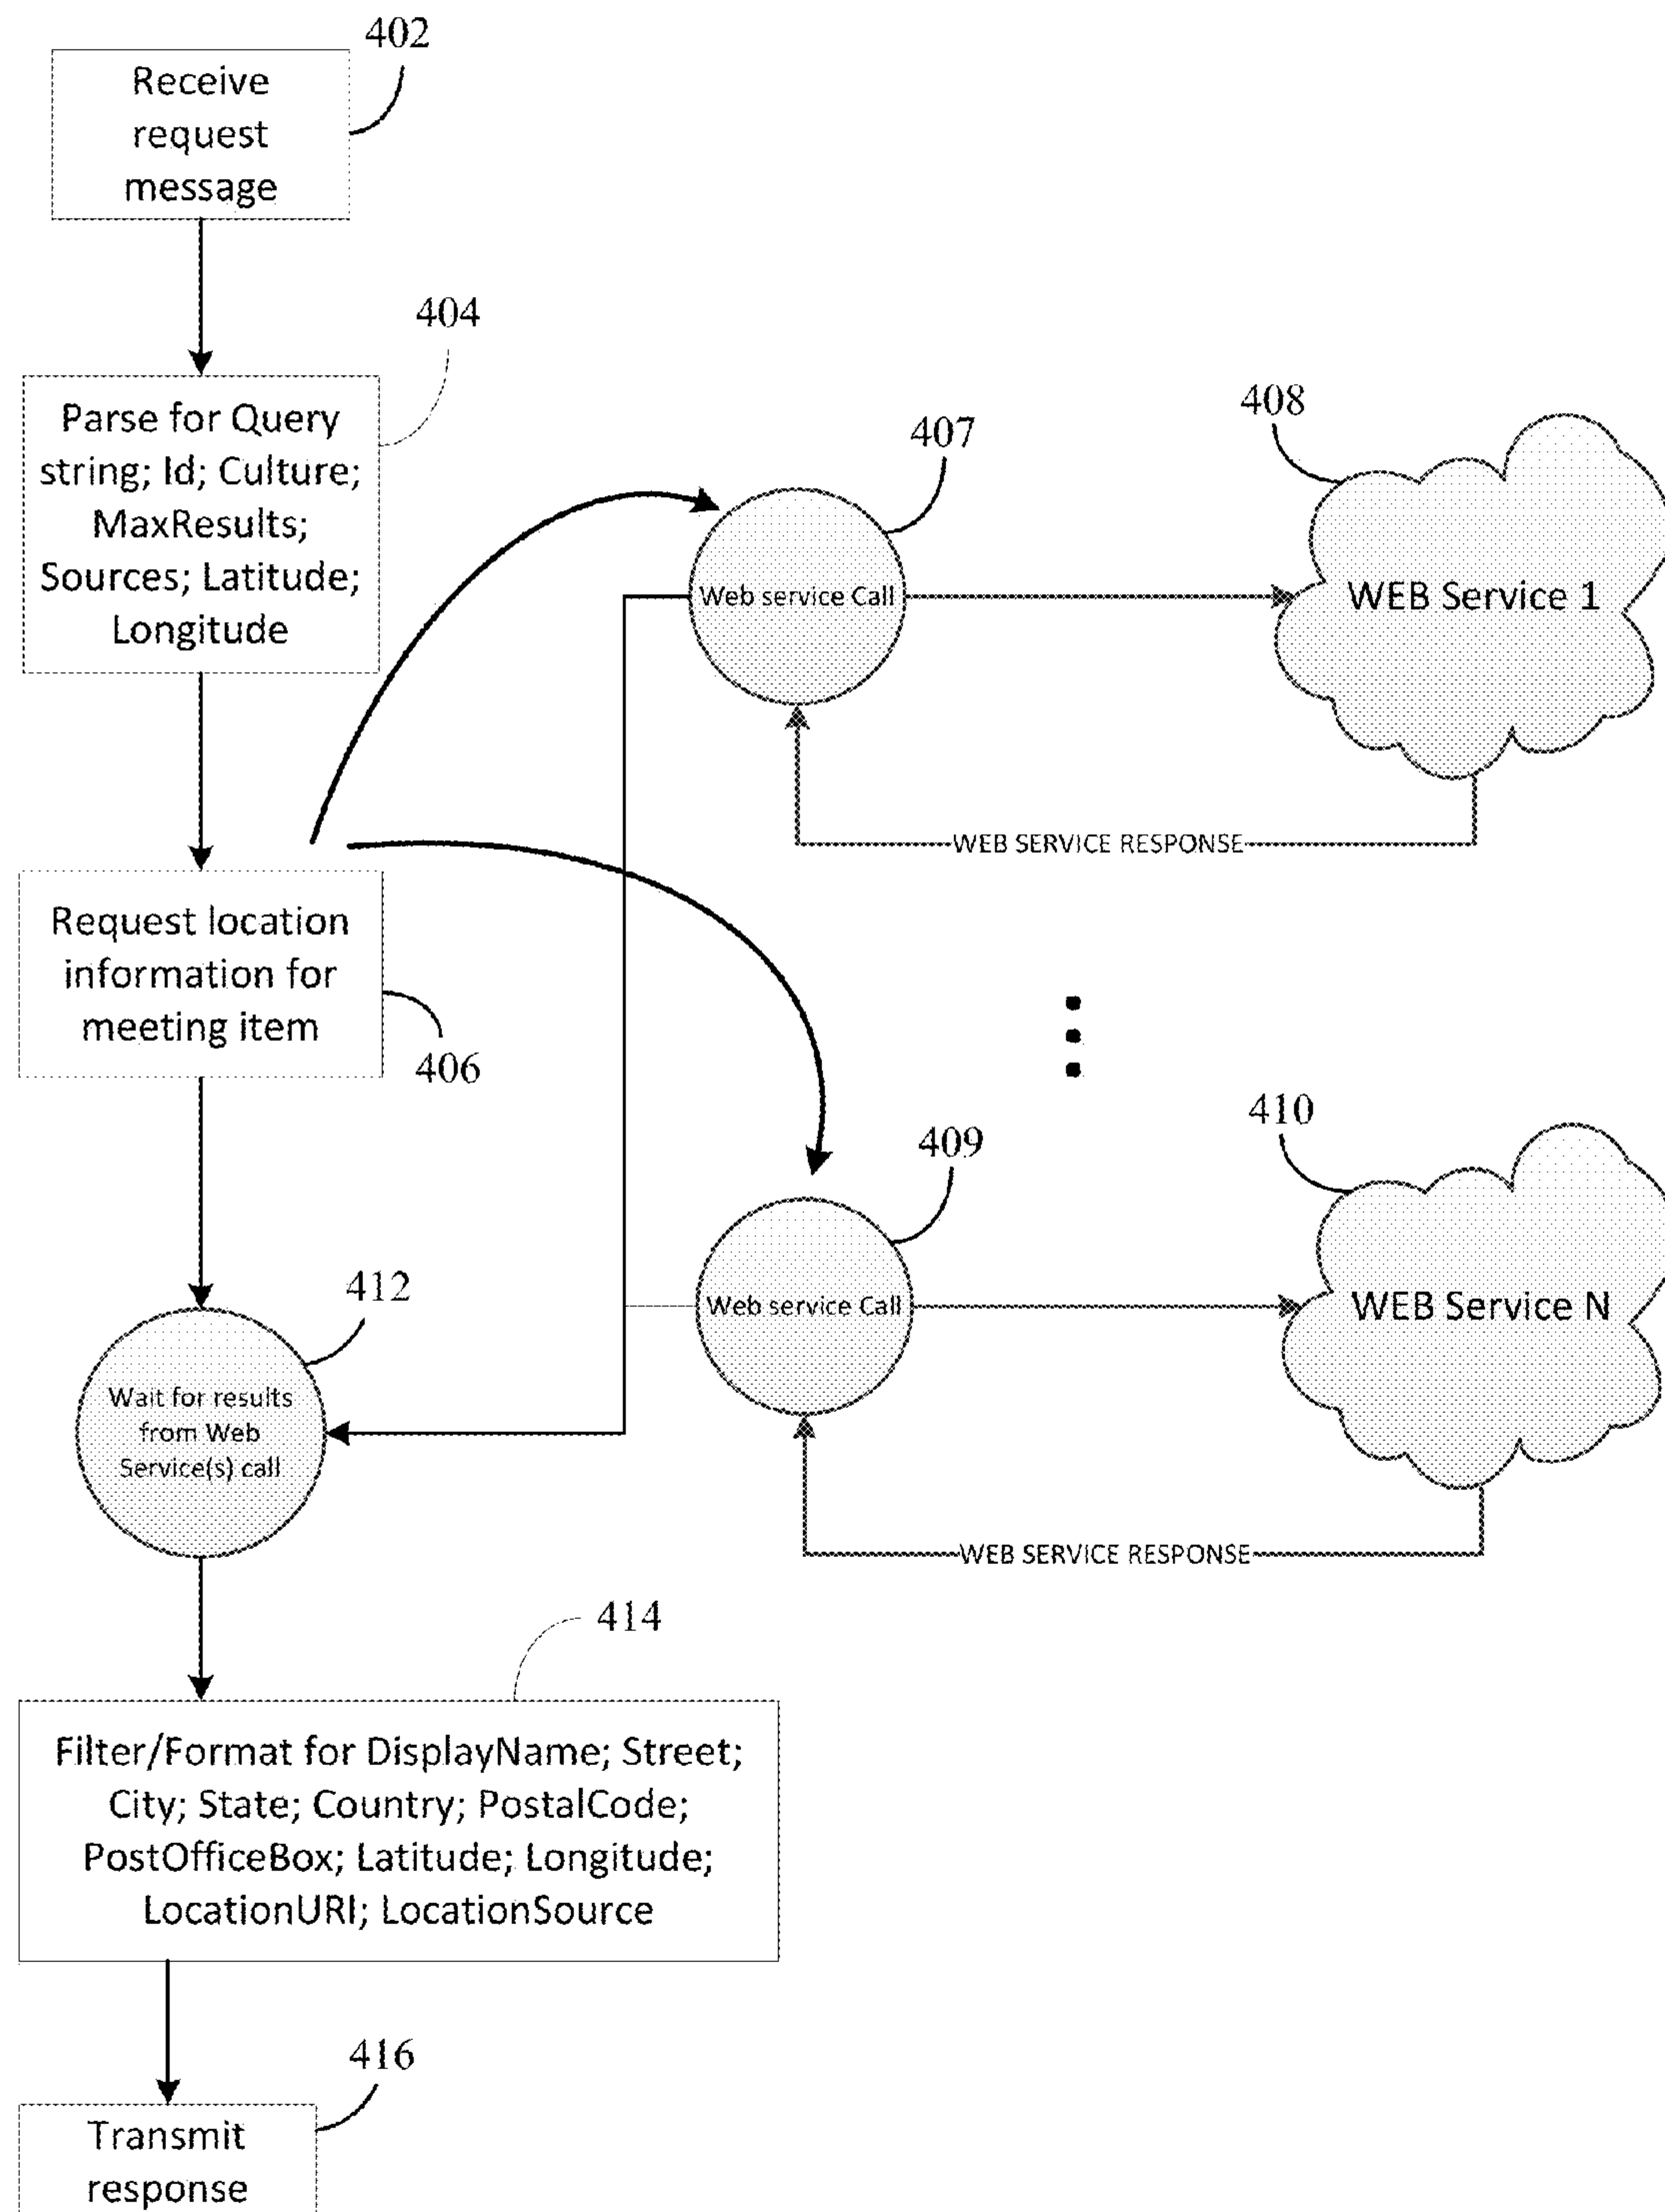 402
Receive
request
message
404
Parse for Query
string; Id; Culture;
MaxResults;
Sources; Latitude;
Longitude
407
Web service Call
408
WEB Service 1
WEB SERVICE RESPONSE
Request location
information for
meeting item
406
409
Web service Call
410
WEB Service N
WEB SERVICE RESPONSE
412
Wait for results
from Web
Service(s) call
414
Filter/Format for DisplayName; Street;
City; State; Country; PostalCode;
PostOfficeBox; Latitude; Longitude;
LocationURI; LocationSource
416
Transmit
response